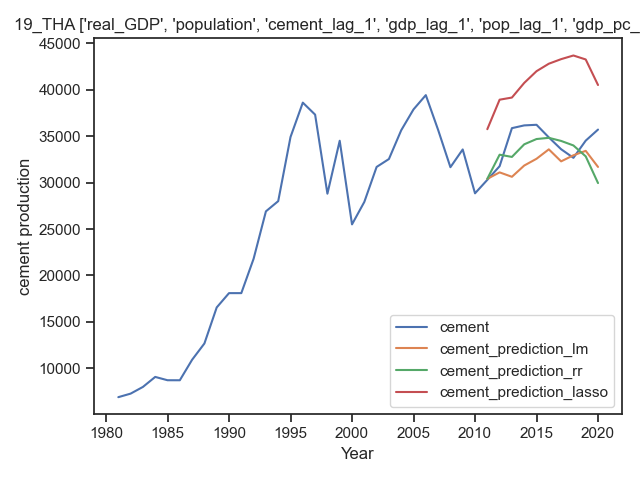 19_THA ['real_GDP', 'population', 'cement_lag_1', 'gdp_lag_1', 'pop_lag_1', 'gdp_pc_
45000
40000
35000
30000
25000
20000
15000
10000
cement production
1980 1985 1990 1995 2000 2005 2010 2015 2020
Year
cement
cement_prediction_lm
cement_prediction_rr
cement_prediction_lasso